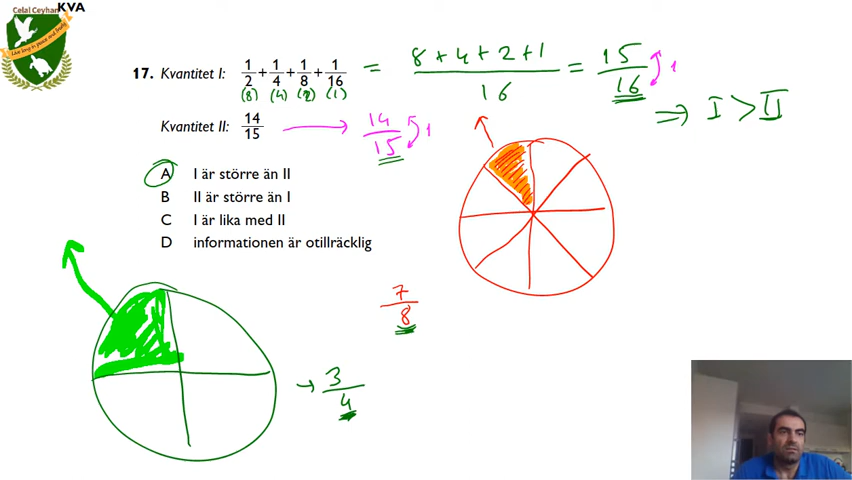 Celal Ceyhan
Live long in peace and body
KVA
17. Kvantitet I: 1/2 + 1/4 + 1/8 + 1/16 = (8+4+2+1)/16 = 15/16 1
(8) (4) (2) (1)
⇒ I > II
Kvantitet II: 14/15 → 14/15 1
A I är större än II
B II är större än I
C I är lika med II
D informationen är otillräcklig
7/8
→ 3/4